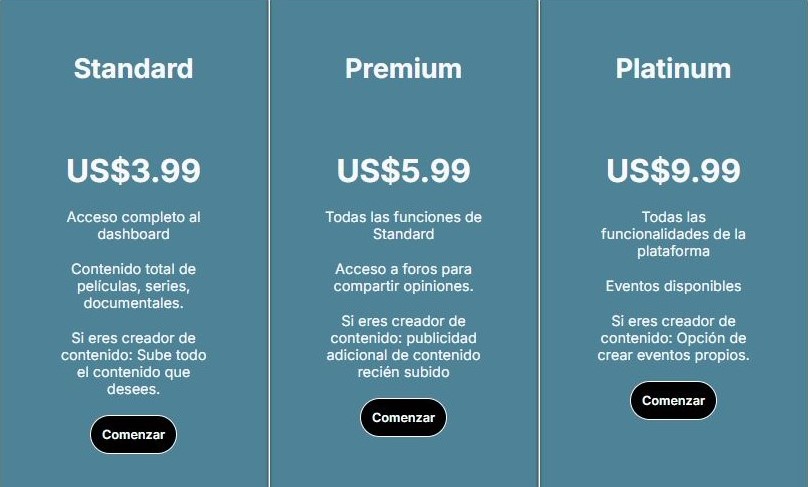 Standard
US$3.99
Acceso completo al
dashboard
Contenido total de
películas, series,
documentales.
Si eres creador de
contenido: Sube todo
el contenido que
desees.
Comenzar
Premium
US$5.99
Todas las funciones de
Standard
Acceso a foros para
compartir opiniones.
Si eres creador de
contenido: publicidad
adicional de contenido
recién subido
Comenzar
Platinum
US$9.99
Todas las
funcionalidades de la
plataforma
Eventos disponibles
Si eres creador de
contenido: Opción de
crear eventos propios.
Comenzar